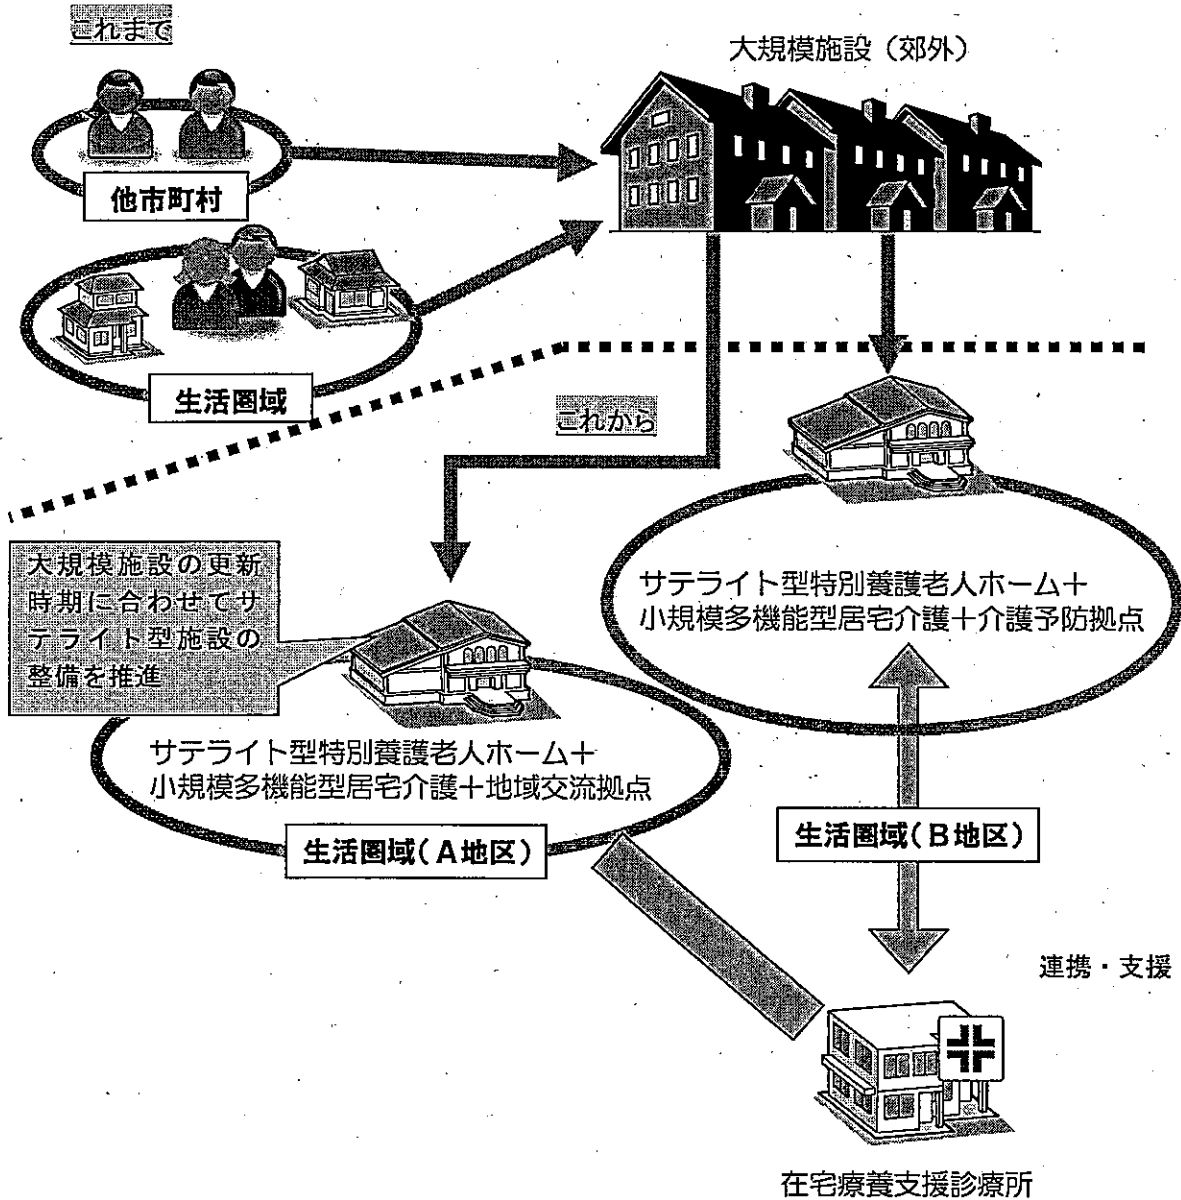 これまで
大規模施設（郊外）
他市町村
生活圏域
これから
大規模施設の更新
時期に合わせてサ
テライト型施設の
整備を推進
サテライト型特別養護老人ホーム＋
小規模多機能型居宅介護＋介護予防拠点
サテライト型特別養護老人ホーム＋
小規模多機能型居宅介護＋地域交流拠点
生活圏域（A地区）
生活圏域（B地区）
連携・支援
在宅療養支援診療所